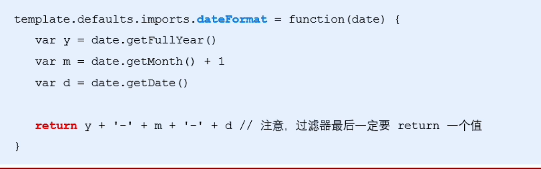 template.defaults.imports.dateFormat = function(date) {
var y = date.getFullYear()
var m = date.getMonth() + 1
var d = date.getDate()
return y + '-' + m + '-' + d // 注意，过滤器最后一定要 return 一个值
}